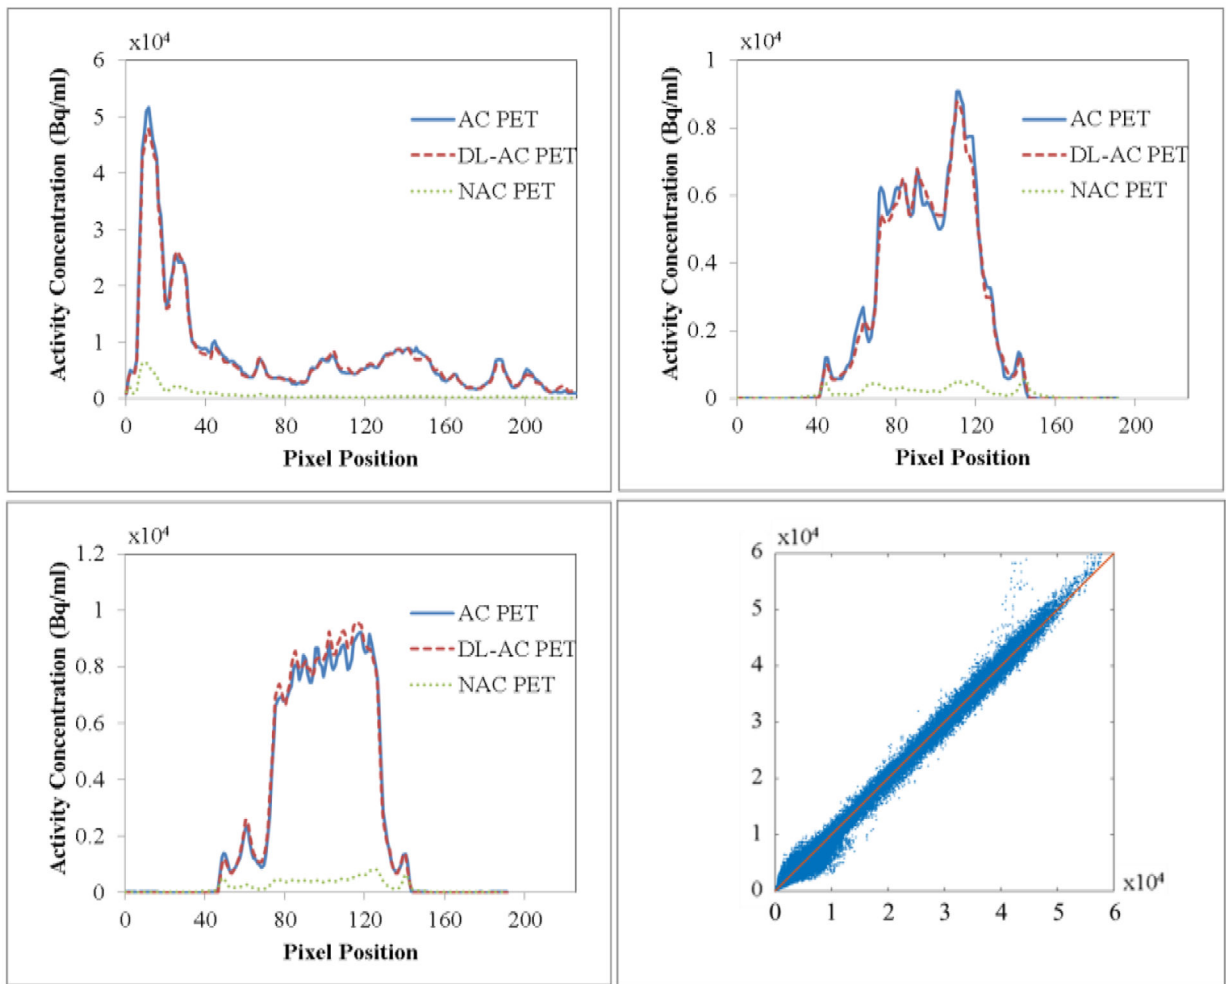 x10⁴
6
5
4
3
2
1
0
0 40 80 120 160 200
Activity Concentration (Bq/ml)
Pixel Position
AC PET
DL-AC PET
NAC PET
x10⁴
1
0.8
0.6
0.4
0.2
0
0 40 80 120 160 200
Activity Concentration (Bq/ml)
Pixel Position
AC PET
DL-AC PET
NAC PET
x10⁴
1.2
1
0.8
0.6
0.4
0.2
0
0 40 80 120 160 200
Activity Concentration (Bq/ml)
Pixel Position
AC PET
DL-AC PET
NAC PET
x10⁴
6
5
4
3
2
1
0
0 1 2 3 4 5 6
x10⁴